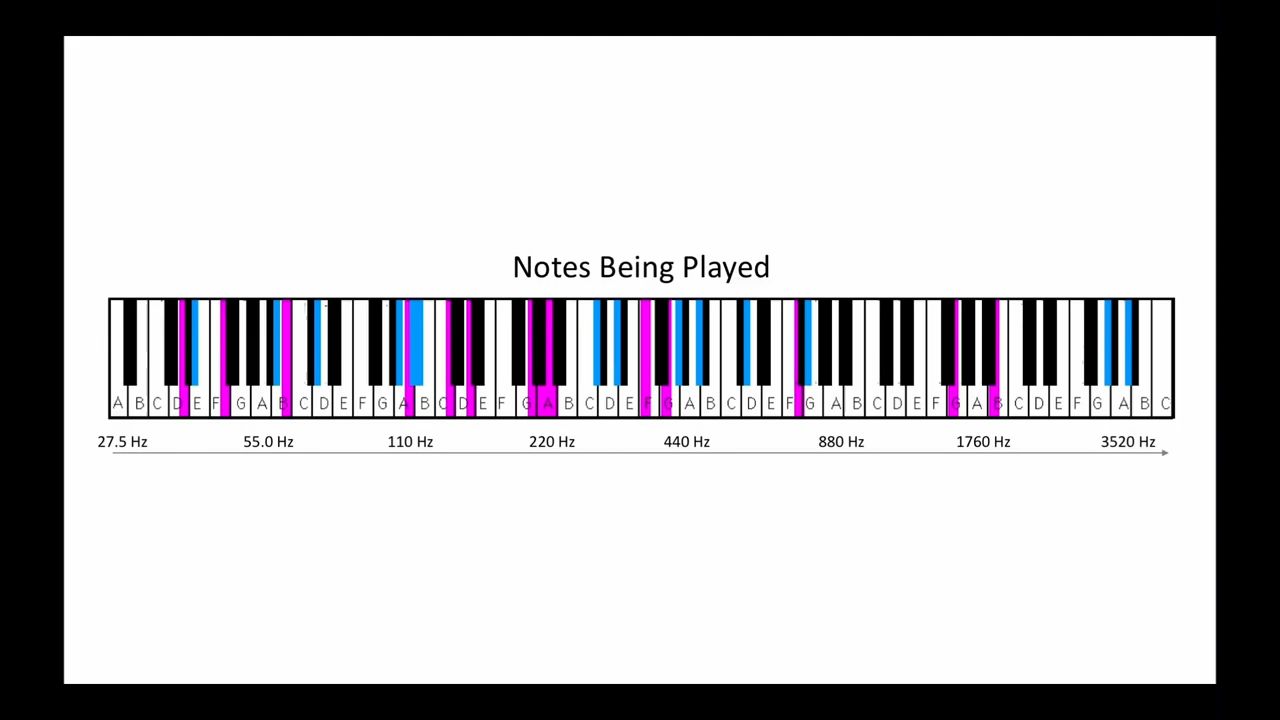 Notes Being Played
A B C D E F G A B C D E F G A B C D E F G A B C D E F G A B C D E F G A B C D E F G A B C D E F G A B C
27.5 Hz 55.0 Hz 110 Hz 220 Hz 440 Hz 880 Hz 1760 Hz 3520 Hz